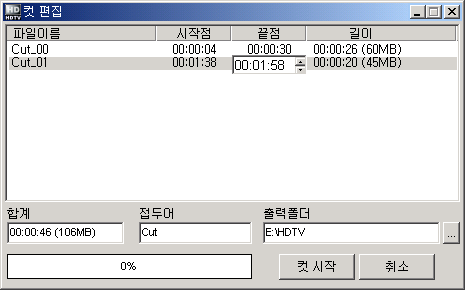 HD HDTV 컷 편집
파일이름 시작점 끝점 길이
Cut_00 00:00:04 00:00:30 00:00:26 (60MB)
Cut_01 00:01:38 00:01:58 00:00:20 (45MB)
합계 접두어 출력폴더
00:00:46 (106MB) Cut E:\HDTV ...
0% 컷 시작 취소